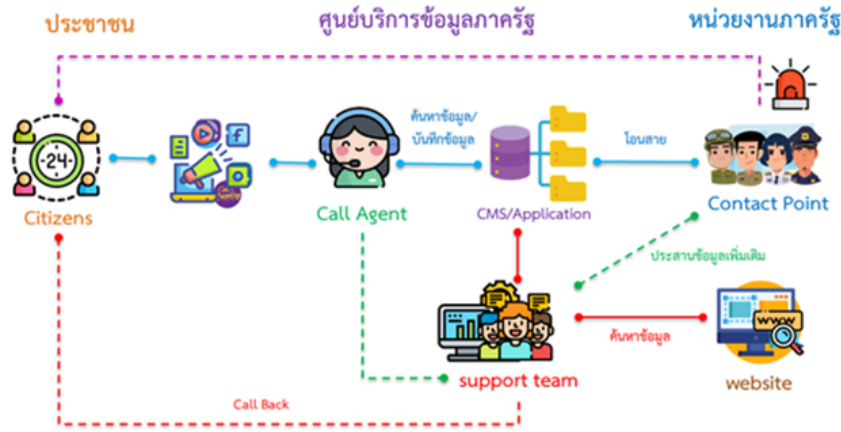 ประชาชน
ศูนย์บริการข้อมูลภาครัฐ
หน่วยงานภาครัฐ
-24-
Citizens
Call Agent
ค้นหาข้อมูล/
บันทึกข้อมูล
CMS/Application
โอนสาย
Contact Point
ประสานข้อมูลเพิ่มเติม
support team
ค้นหาข้อมูล
www
website
Call Back